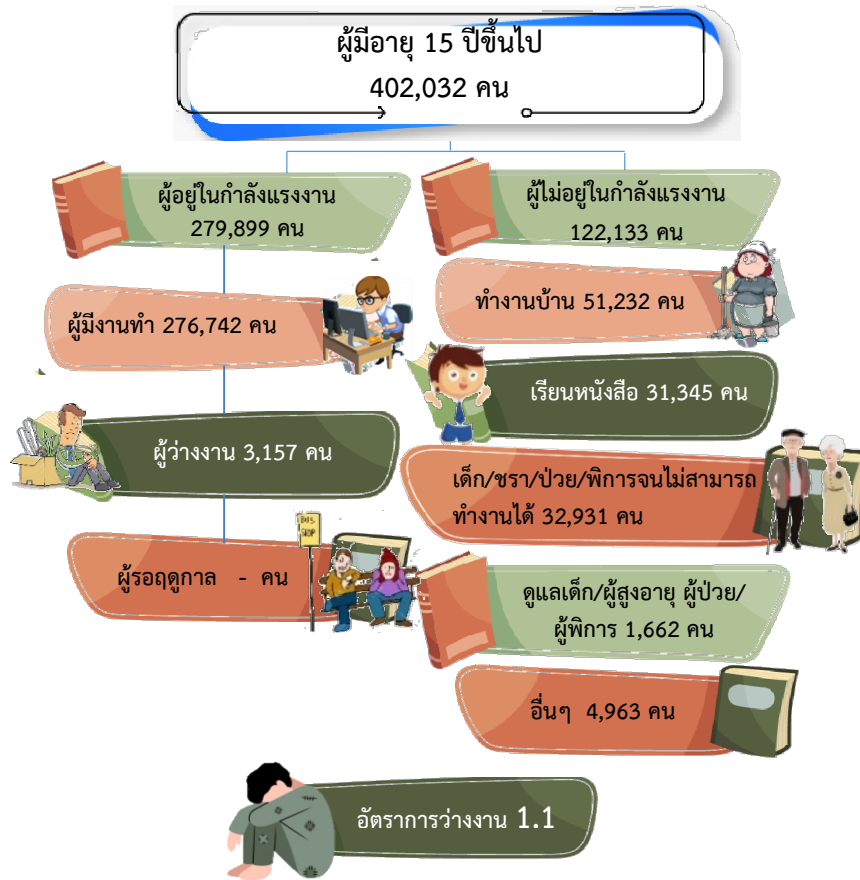 ผู้มีอายุ 15 ปีขึ้นไป
402,032 คน
ผู้อยู่ในกำลังแรงงาน
279,899 คน
ผู้มีงานทำ 276,742 คน
ผู้ว่างงาน 3,157 คน
BUS
STOP
ผู้รอฤดูกาล - คน
ผู้ไม่อยู่ในกำลังแรงงาน
122,133 คน
ทำงานบ้าน 51,232 คน
เรียนหนังสือ 31,345 คน
เด็ก/ชรา/ป่วย/พิการจนไม่สามารถ
ทำงานได้ 32,931 คน
ดูแลเด็ก/ผู้สูงอายุ ผู้ป่วย/
ผู้พิการ 1,662 คน
อื่นๆ 4,963 คน
อัตราการว่างงาน 1.1